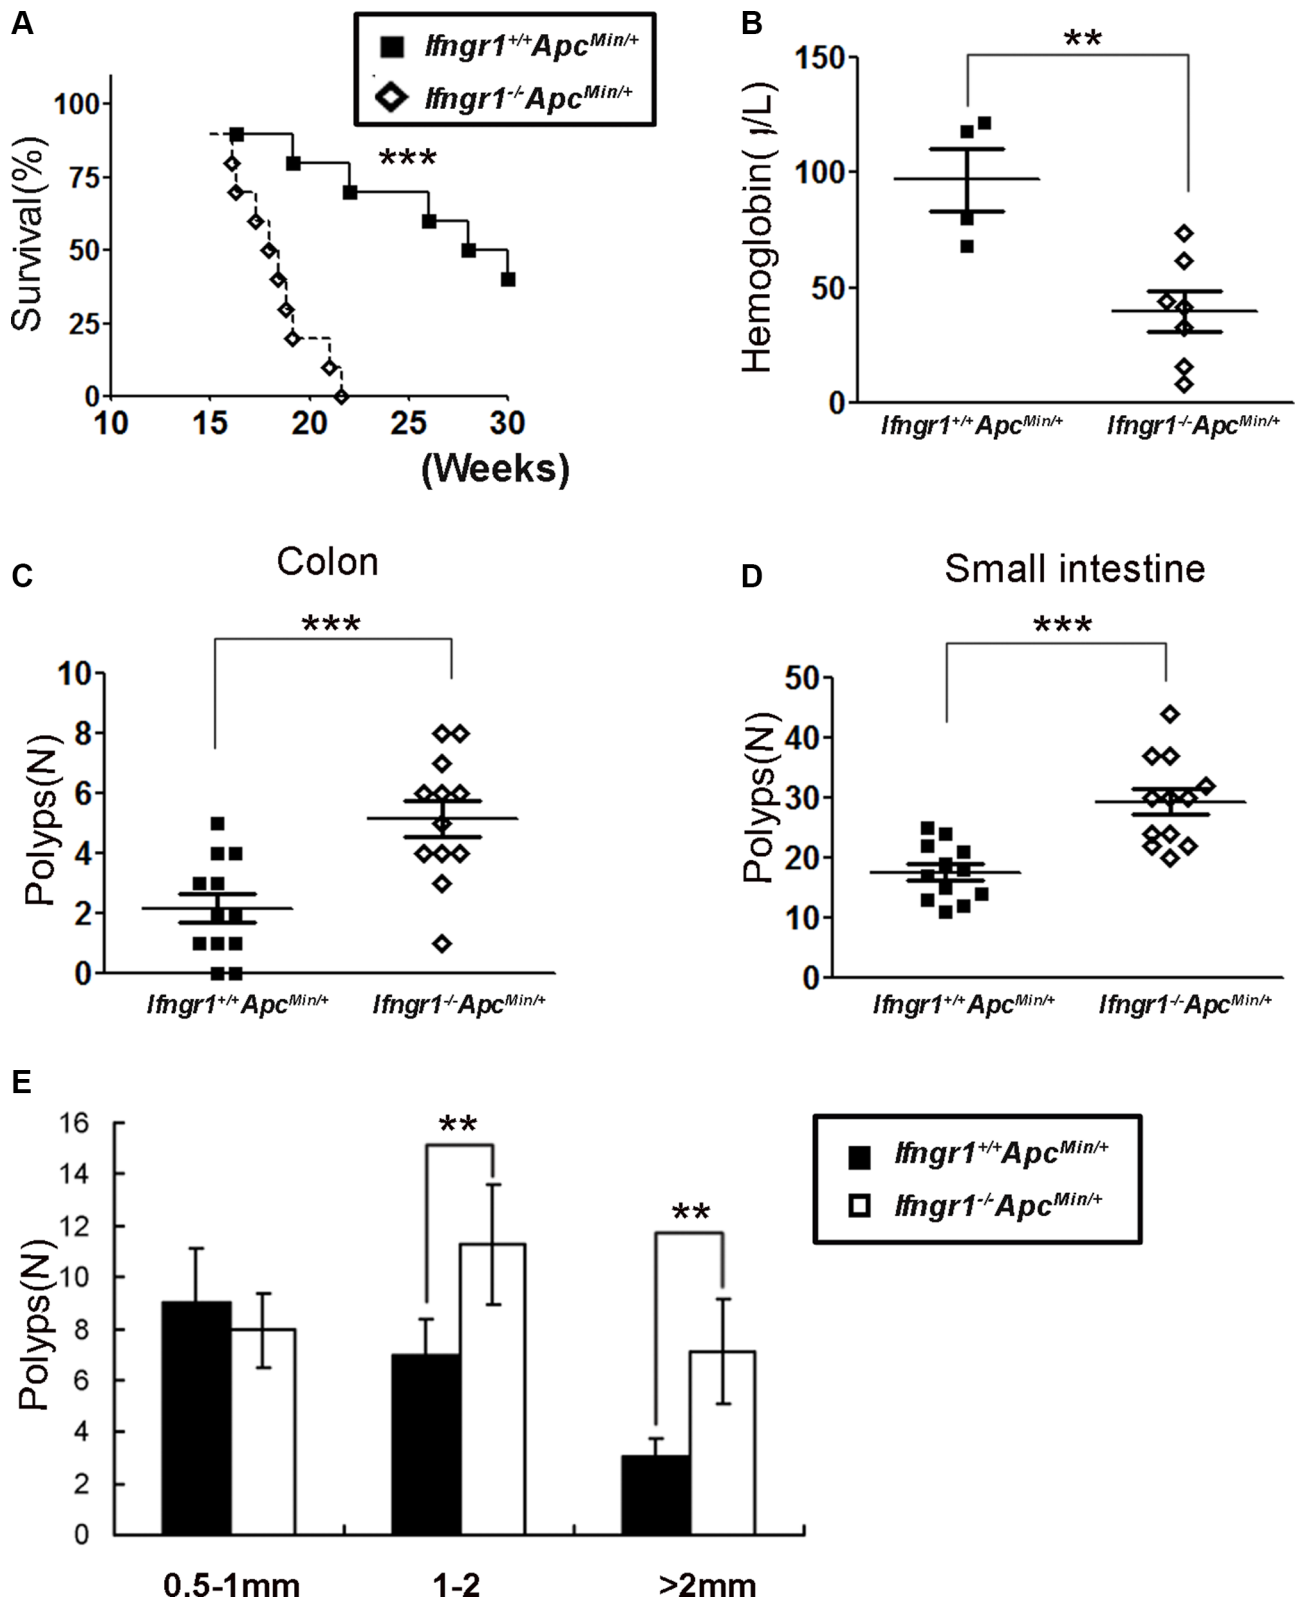 A
Ifngr1+/+ApcMin/+
Ifngr1-/-ApcMin/+
Survival(%)
100
75
50
25
0
***
10 15 20 25 30
(Weeks)
B
**
Hemoglobin( /L)
150
100
50
0
Ifngr1+/+ApcMin/+ Ifngr1-/-ApcMin/+
C
Colon
***
Polyps(N)
10
8
6
4
2
0
Ifngr1+/+ApcMin/+ Ifngr1-/-ApcMin/+
D
Small intestine
***
Polyps(N)
50
40
30
20
10
0
Ifngr1+/+ApcMin/+ Ifngr1-/-ApcMin/+
E
Polyps(N)
16
14
12
10
8
6
4
2
0
**
**
0.5-1mm 1-2 >2mm
Ifngr1+/+ApcMin/+
Ifngr1-/-ApcMin/+